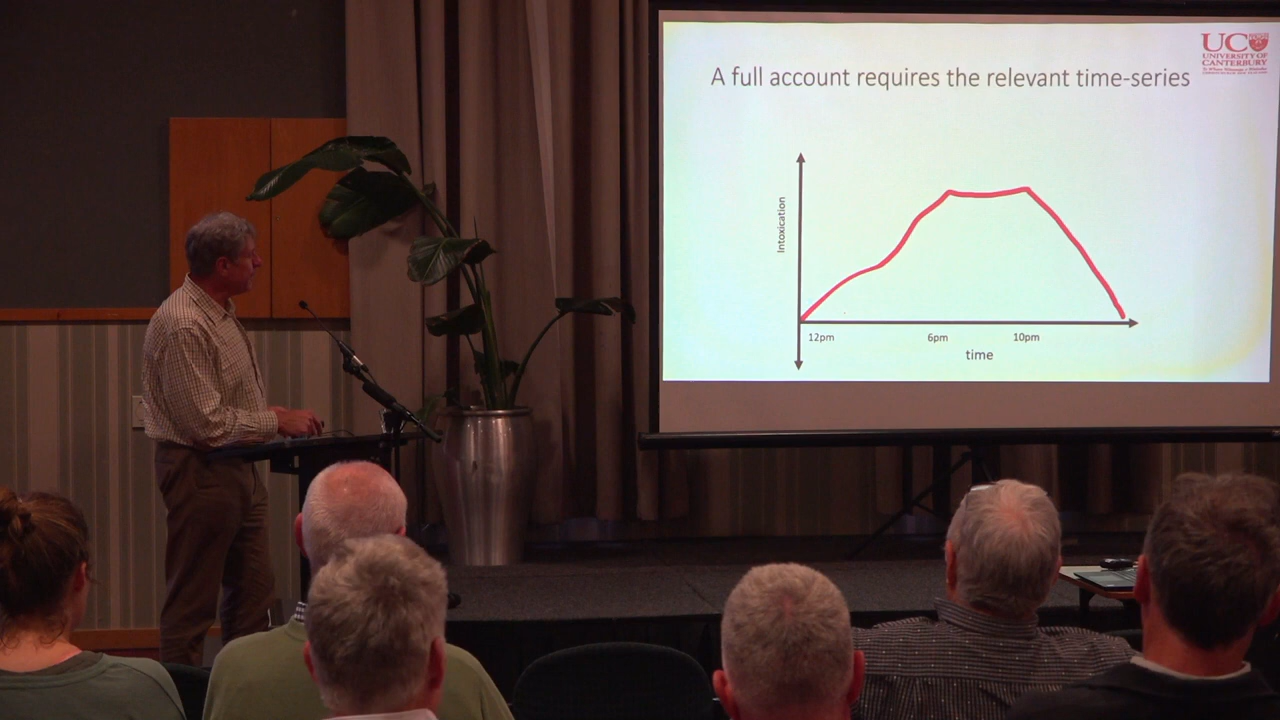 UC
UNIVERSITY OF
CANTERBURY
A full account requires the relevant time-series
Intoxication
12pm 6pm 10pm
time